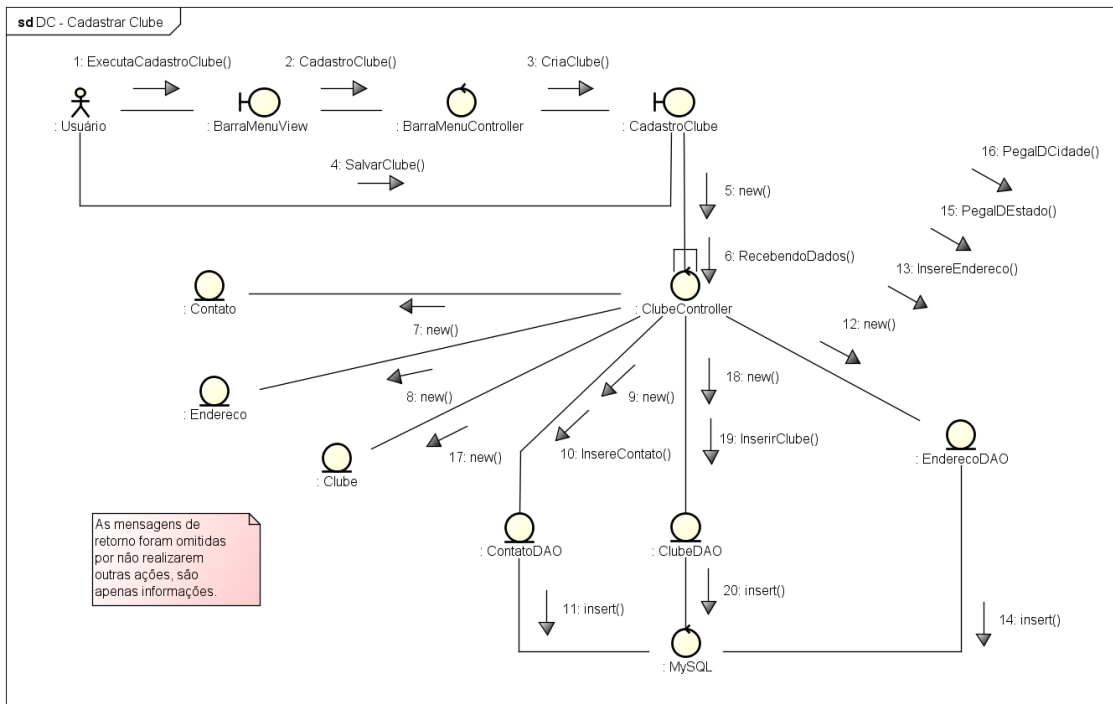 sd DC - Cadastrar Clube
1: ExecutaCadastroClube()
2: CadastroClube()
3: CriaClube()
: Usuário
: BarraMenuView
: BarraMenuController
: CadastroClube
4: SalvarClube()
16: PegaIDCidade()
5: new()
15: PegaIDEstado()
6: RecebendoDados()
13: InsereEndereco()
: Contato
: ClubeController
7: new()
12: new()
8: new()
9: new()
18: new()
: Endereco
17: new()
10: InsereContato()
19: InserirClube()
: EnderecoDAO
: Clube
As mensagens de
retorno foram omitidas
por não realizarem
outras ações, são
apenas informações.
: ContatoDAO
: ClubeDAO
11: insert()
20: insert()
14: insert()
: MySQL